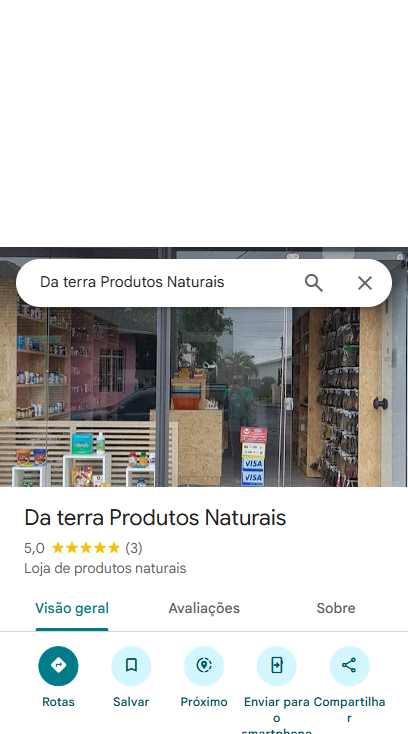 Da terra Produtos Naturais
VISA
VISA
Da terra Produtos Naturais
5,0 (3)
Loja de produtos naturais
Visão geral Avaliações Sobre
Rotas Salvar Próximo Enviar para Compartilha
o r
smartphone